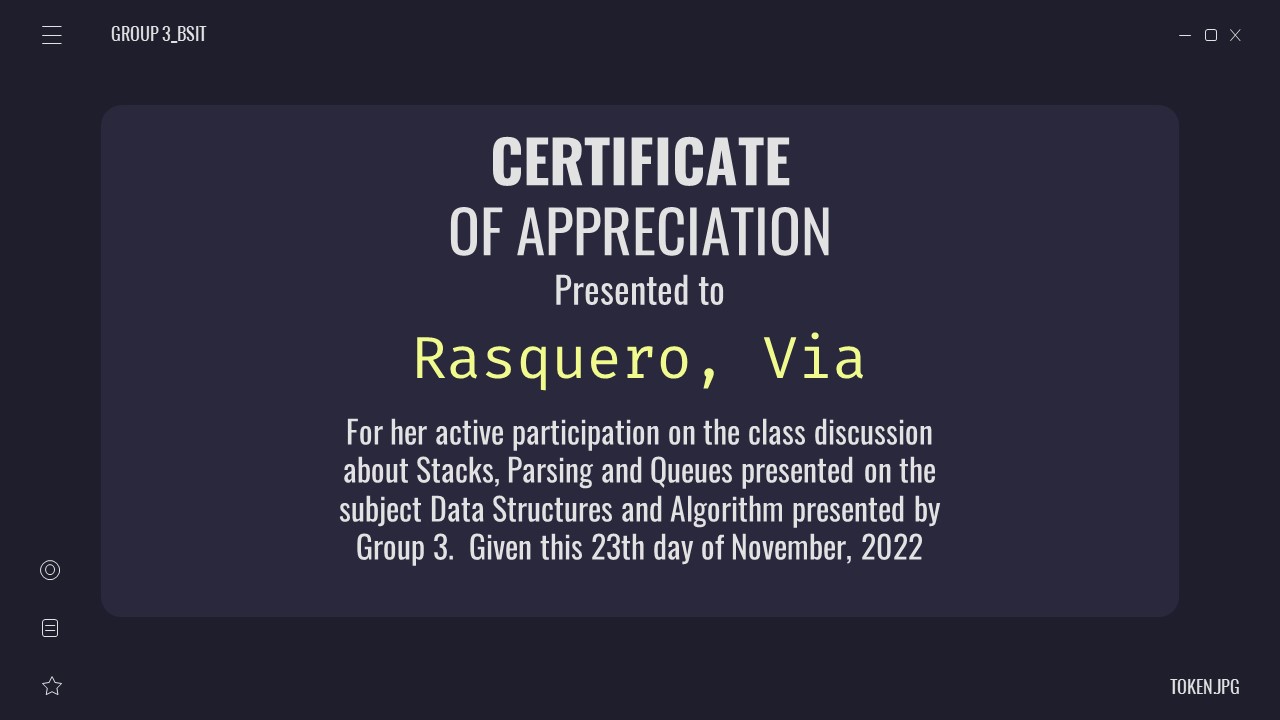 GROUP 3_BSIT
CERTIFICATE
OF APPRECIATION
Presented to
Rasquero, Via
For her active participation on the class discussion
about Stacks, Parsing and Queues presented on the
subject Data Structures and Algorithm presented by
Group 3. Given this 23th day of November, 2022
TOKEN.JPG